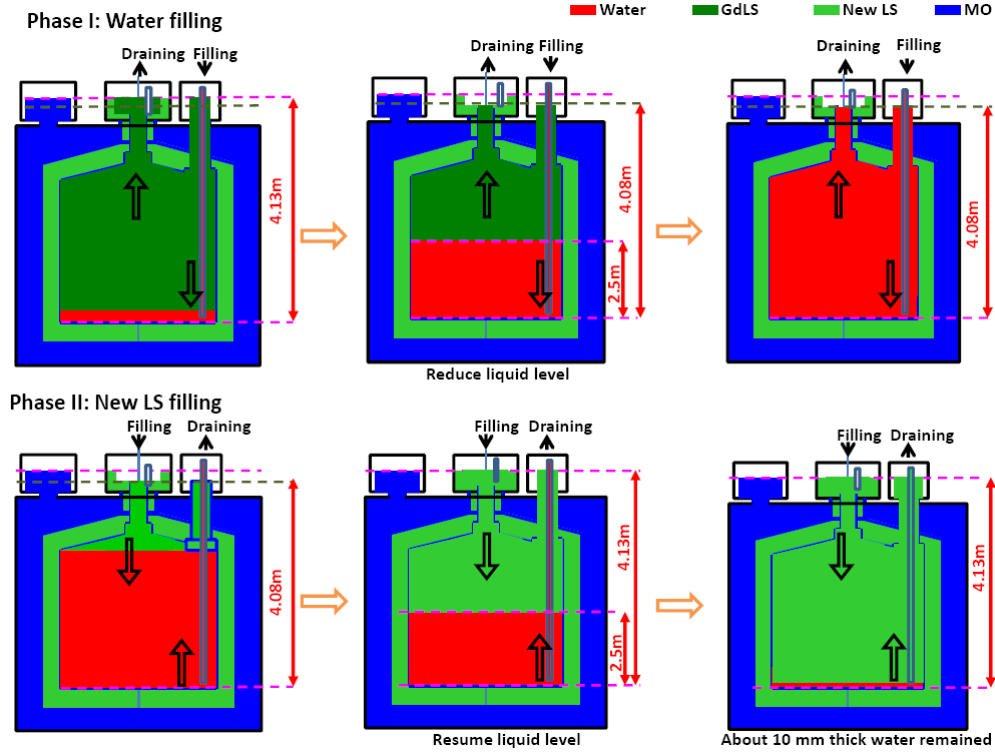 Phase I: Water filling
Water GdLS New LS MO
Draining Filling
4.13m
Draining Filling
4.08m
2.5m
Reduce liquid level
Draining Filling
4.08m
Phase II: New LS filling
Filling Draining
4.08m
Filling Draining
4.13m
2.5m
Resume liquid level
Filling Draining
4.13m
About 10 mm thick water remained